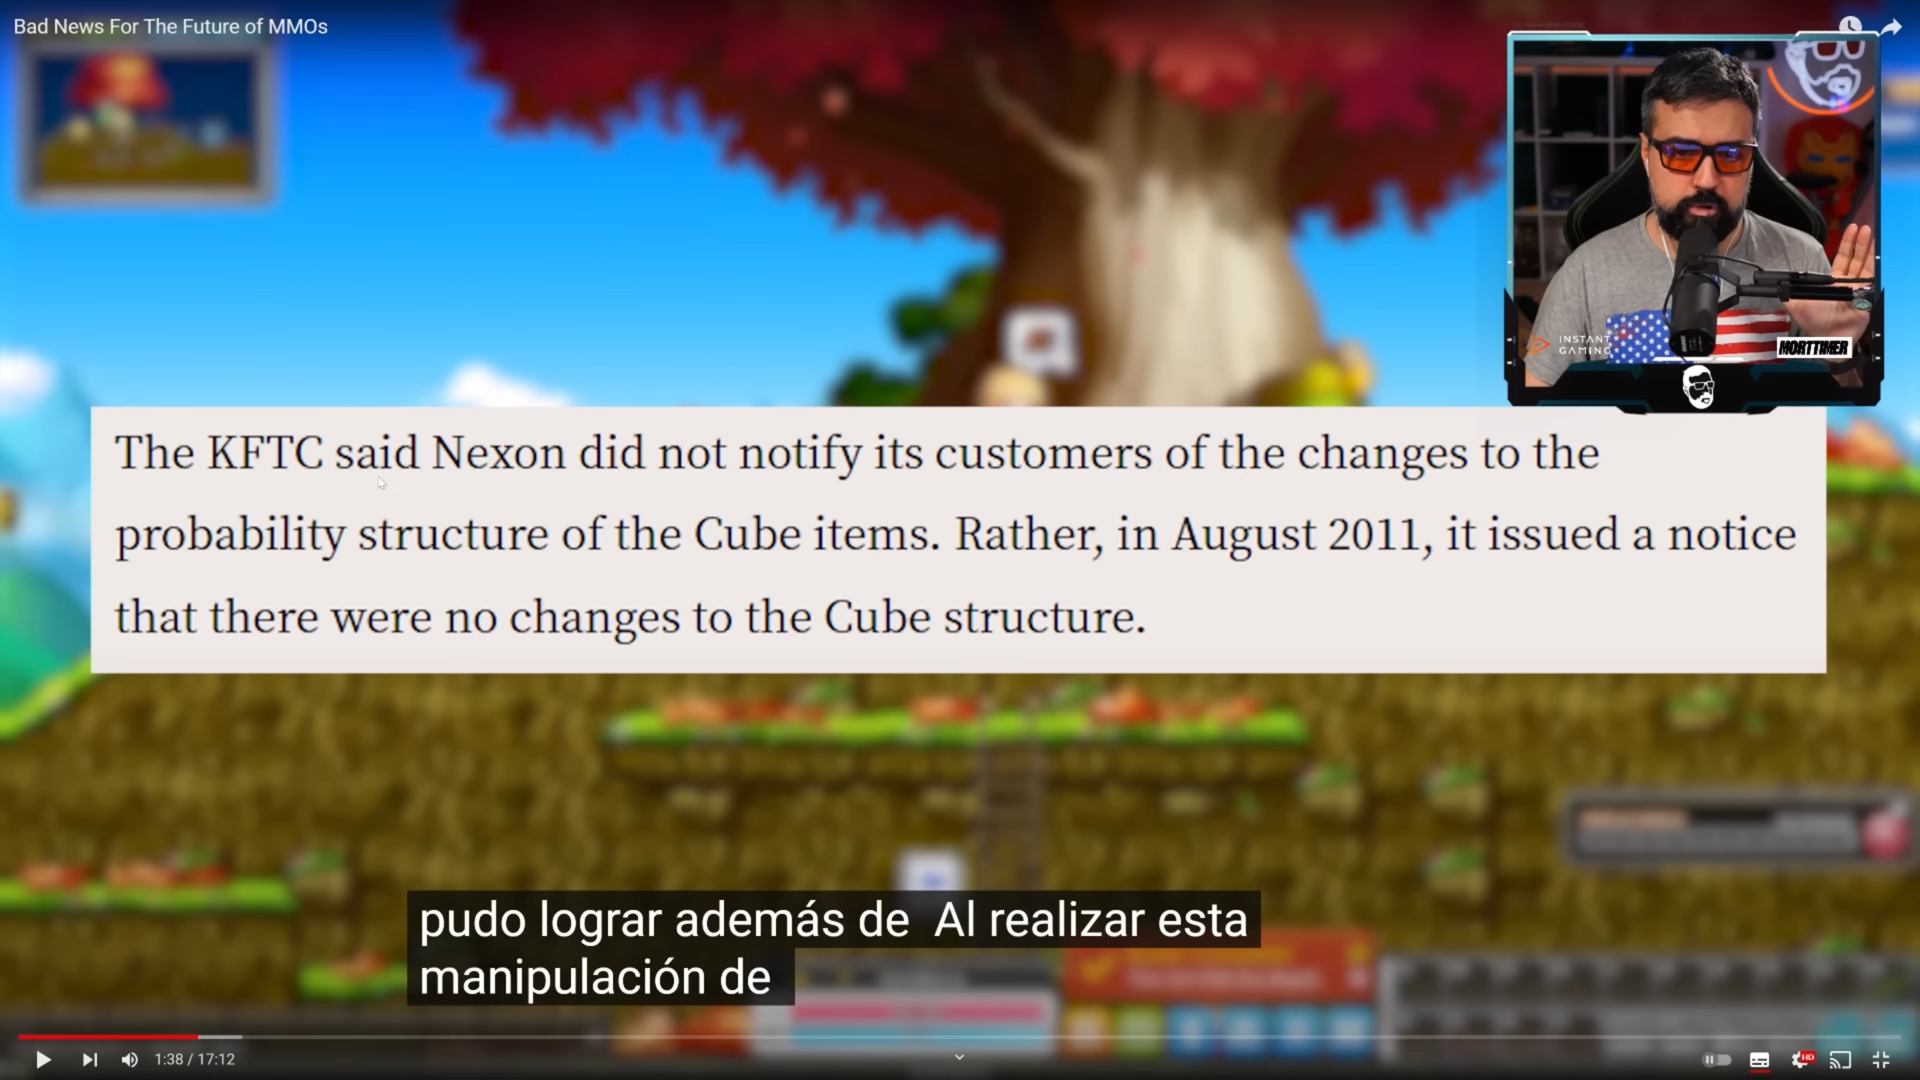 Bad News For The Future of MMOs
INSTANT
GAMING
MORTTIMER
The KFTC said Nexon did not notify its customers of the changes to the
probability structure of the Cube items. Rather, in August 2011, it issued a notice
that there were no changes to the Cube structure.
pudo lograr además de Al realizar esta
manipulación de
1:38 / 17:12
HD